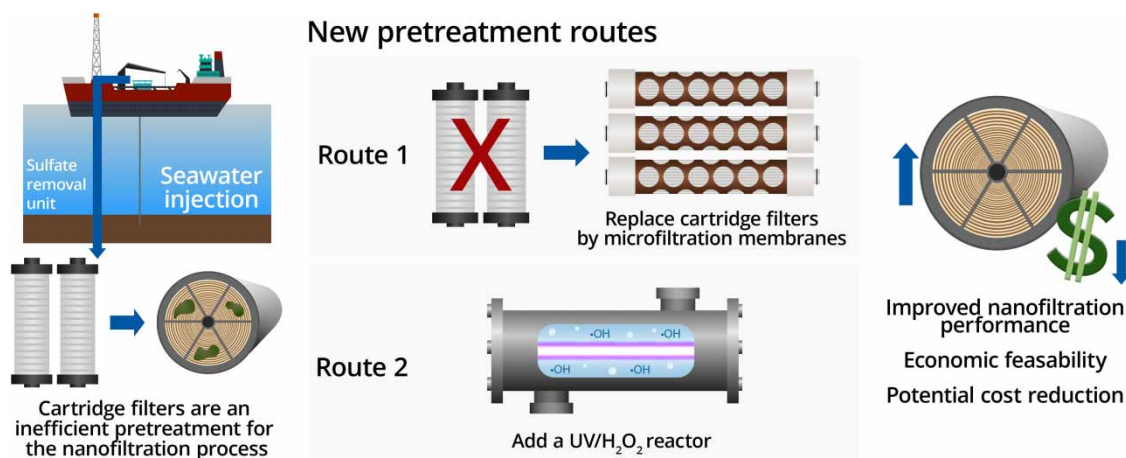 New pretreatment routes
Sulfate
removal
unit
Seawater
injection
Cartridge filters are an
inefficient pretreatment for
the nanofiltration process
Route 1
X
Replace cartridge filters
by microfiltration membranes
Route 2
•OH
•OH
•OH
•OH
Add a UV/H₂O₂ reactor
$
Improved nanofiltration
performance
Economic feasability
Potential cost reduction